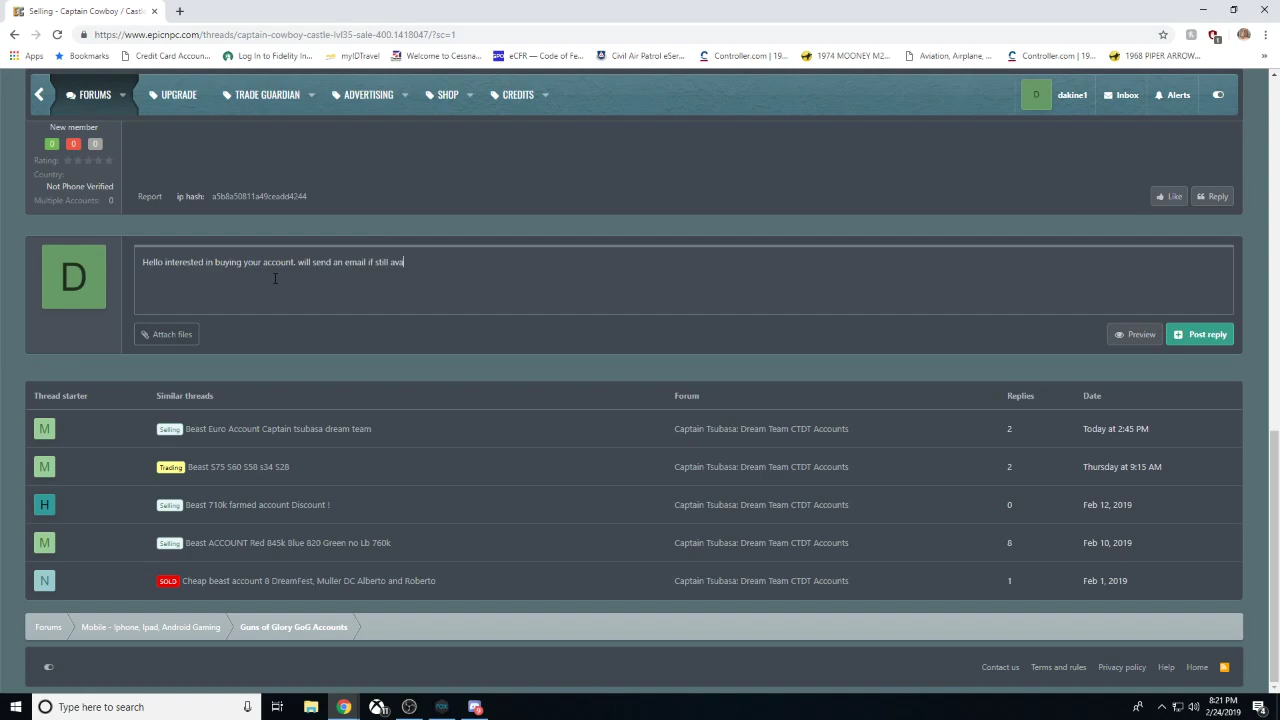 Selling - Captain Cowboy / Castle
https://www.epicnpc.com/threads/captain-cowboy-castle-lvl35-sale-400.1418047/?sc=1
Apps Bookmarks Credit Card Account... Log In to Fidelity In... myIDTravel Welcome to Cessna... eCFR — Code of Fe... Civil Air Patrol eSer... Controller.com | 19... 1974 MOONEY M2... Aviation, Airplane, ... Controller.com | 19... 1968 PIPER ARROW...
FORUMS UPGRADE TRADE GUARDIAN ADVERTISING SHOP CREDITS D dakine1 Inbox Alerts
New member
0 0 0
Rating:
Country:
Not Phone Verified
Multiple Accounts: 0
Report ip hash: a5b8a50811a49ceadd4244 Like Reply
D
Hello interested in buying your account. will send an email if still ava
Attach files Preview Post reply
Thread starter Similar threads Forum Replies Date
M Selling Beast Euro Account Captain tsubasa dream team Captain Tsubasa: Dream Team CTDT Accounts 2 Today at 2:45 PM
M Trading Beast S75 S60 S58 s34 S28 Captain Tsubasa: Dream Team CTDT Accounts 2 Thursday at 9:15 AM
H Selling Beast 710k farmed account Discount ! Captain Tsubasa: Dream Team CTDT Accounts 0 Feb 12, 2019
M Selling Beast ACCOUNT Red 845k Blue 820 Green no Lb 760k Captain Tsubasa: Dream Team CTDT Accounts 8 Feb 10, 2019
N SOLD Cheap beast account 8 DreamFest, Muller DC Alberto and Roberto Captain Tsubasa: Dream Team CTDT Accounts 1 Feb 1, 2019
Forums Mobile - Iphone, Ipad, Android Gaming Guns of Glory GoG Accounts
Contact us Terms and rules Privacy policy Help Home
Type here to search
8:21 PM
2/24/2019